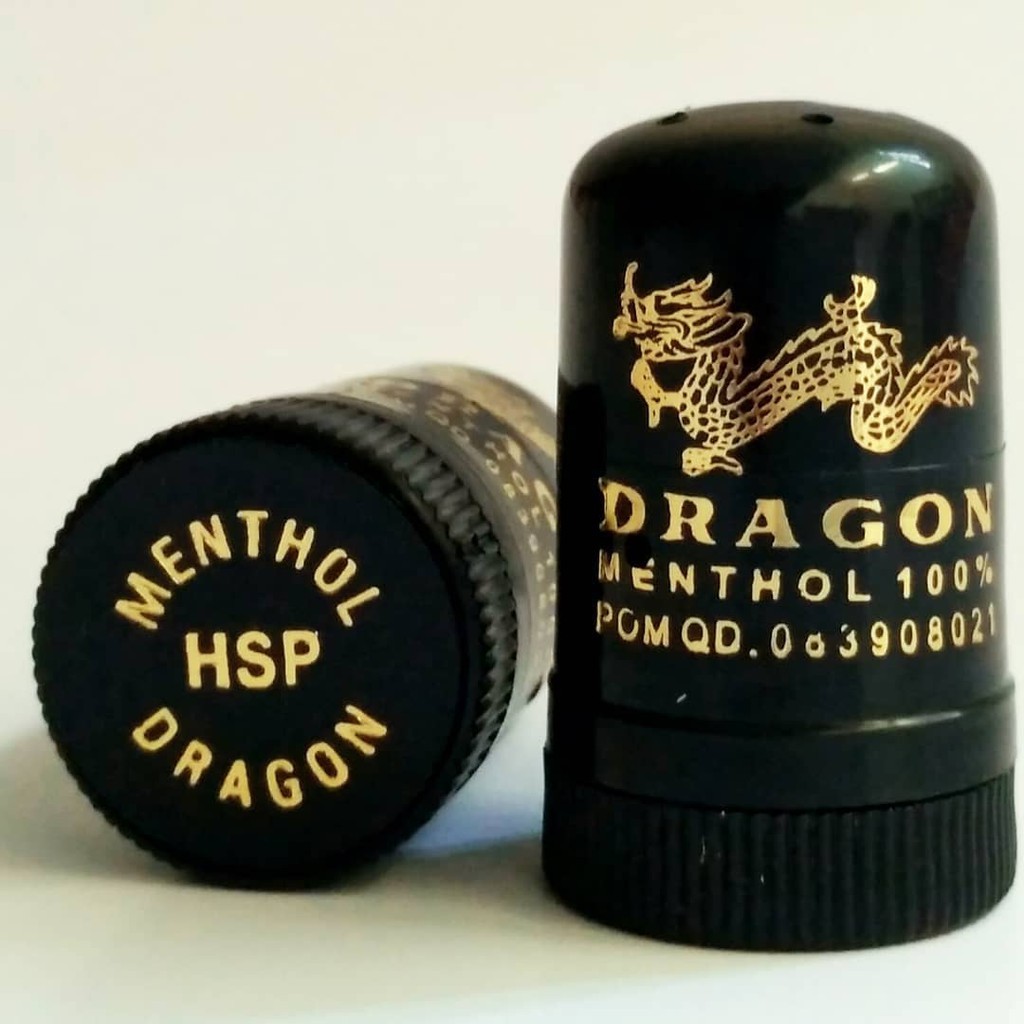 MENTHOL
HSP
DRAGON
DRAGON
MENTHOL 100%
POM QD. 063908021